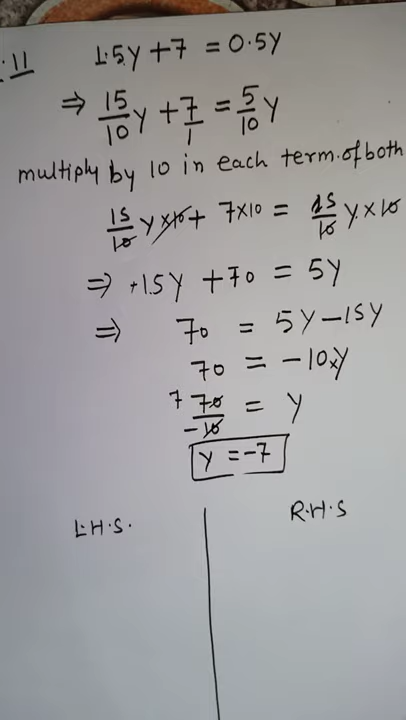 .11 1.5y + 7 = 0.5y
⇒ 15/10 y + 7/1 = 5/10 y
multiply by 10 in each term.of both
15/10 y × 10 + 7×10 = 5/10 y × 10
⇒ 15y + 70 = 5y
⇒ 70 = 5y – 15y
70 = –10×y
7 70/–10 = y
y = –7
L.H.S. R.H.S